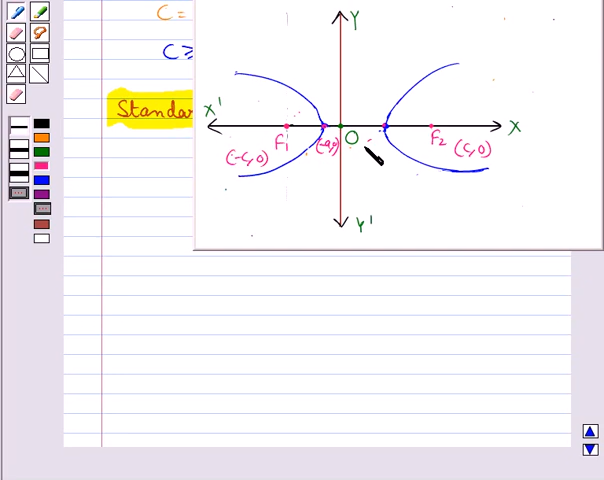 C =
C ≥
Standar
Y
X'
X
F1
(-a,0)
O
F2
(-c,0)
(c,0)
Y'